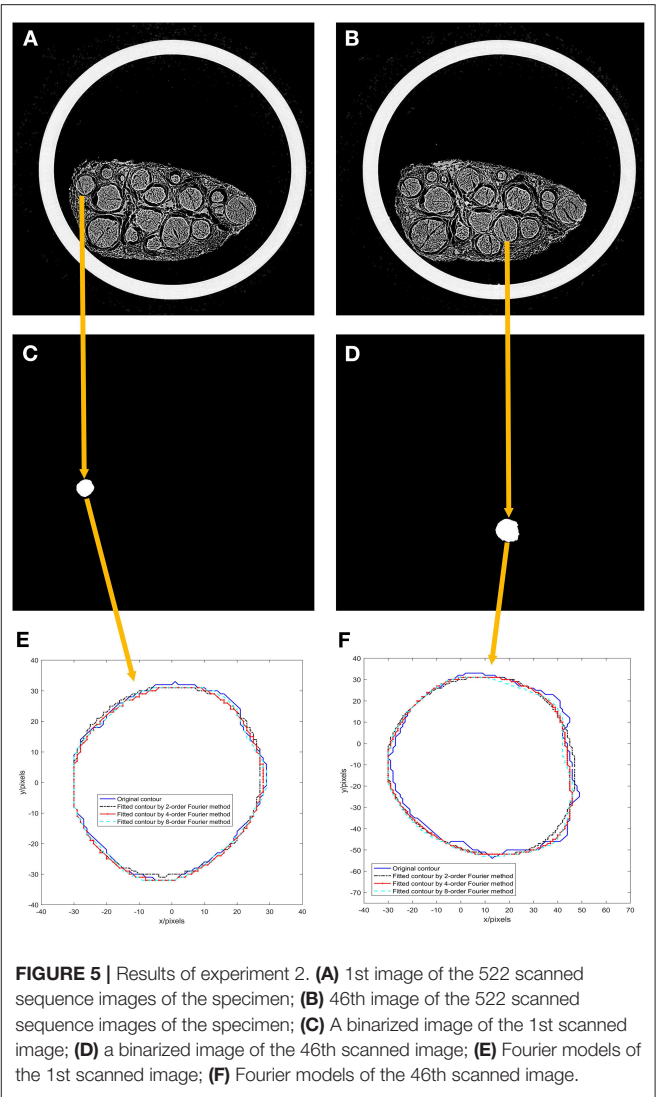 A
B
C
D
E
F
40
30
20
10
0
-10
-20
-30
-40
y/pixels
-40
-30
-20
-10
0
10
20
30
40
x/pixels
Original contour
Fitted contour by 2-order Fourier method
Fitted contour by 4-order Fourier method
Fitted contour by 8-order Fourier method
40
30
20
10
0
-10
-20
-30
-40
-50
-60
-70
y/pixels
-40
-30
-20
-10
0
10
20
30
40
50
60
70
x/pixels
Original contour
Fitted contour by 2-order Fourier method
Fitted contour by 4-order Fourier method
Fitted contour by 8-order Fourier method
FIGURE 5 | Results of experiment 2. (A) 1st image of the 522 scanned
sequence images of the specimen; (B) 46th image of the 522 scanned
sequence images of the specimen; (C) A binarized image of the 1st scanned
image; (D) a binarized image of the 46th scanned image; (E) Fourier models of
the 1st scanned image; (F) Fourier models of the 46th scanned image.